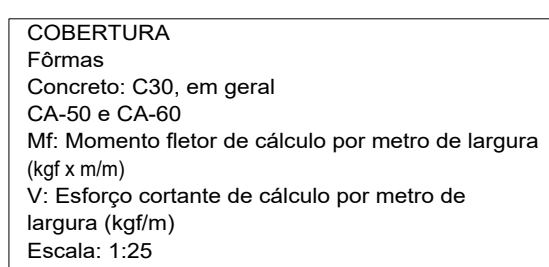 COBERTURA
Fôrmas
Concreto: C30, em geral
CA-50 e CA-60
Mf: Momento fletor de cálculo por metro de largura
(kgf x m/m)
V: Esforço cortante de cálculo por metro de
largura (kgf/m)
Escala: 1:25